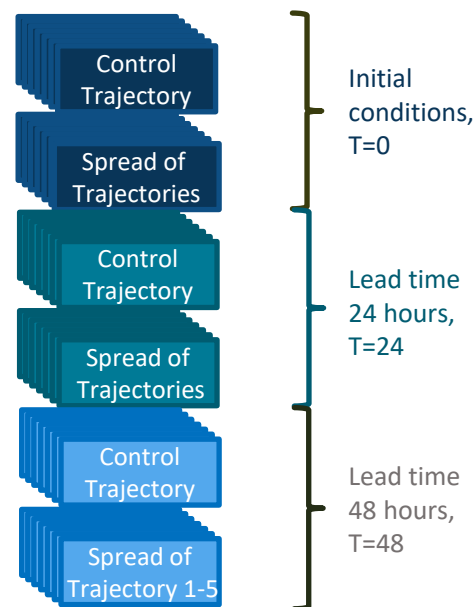 Control
Trajectory
Spread of
Trajectories
Initial
conditions,
T=0
Control
Trajectory
Spread of
Trajectories
Lead time
24 hours,
T=24
Control
Trajectory
Spread of
Trajectory 1-5
Lead time
48 hours,
T=48